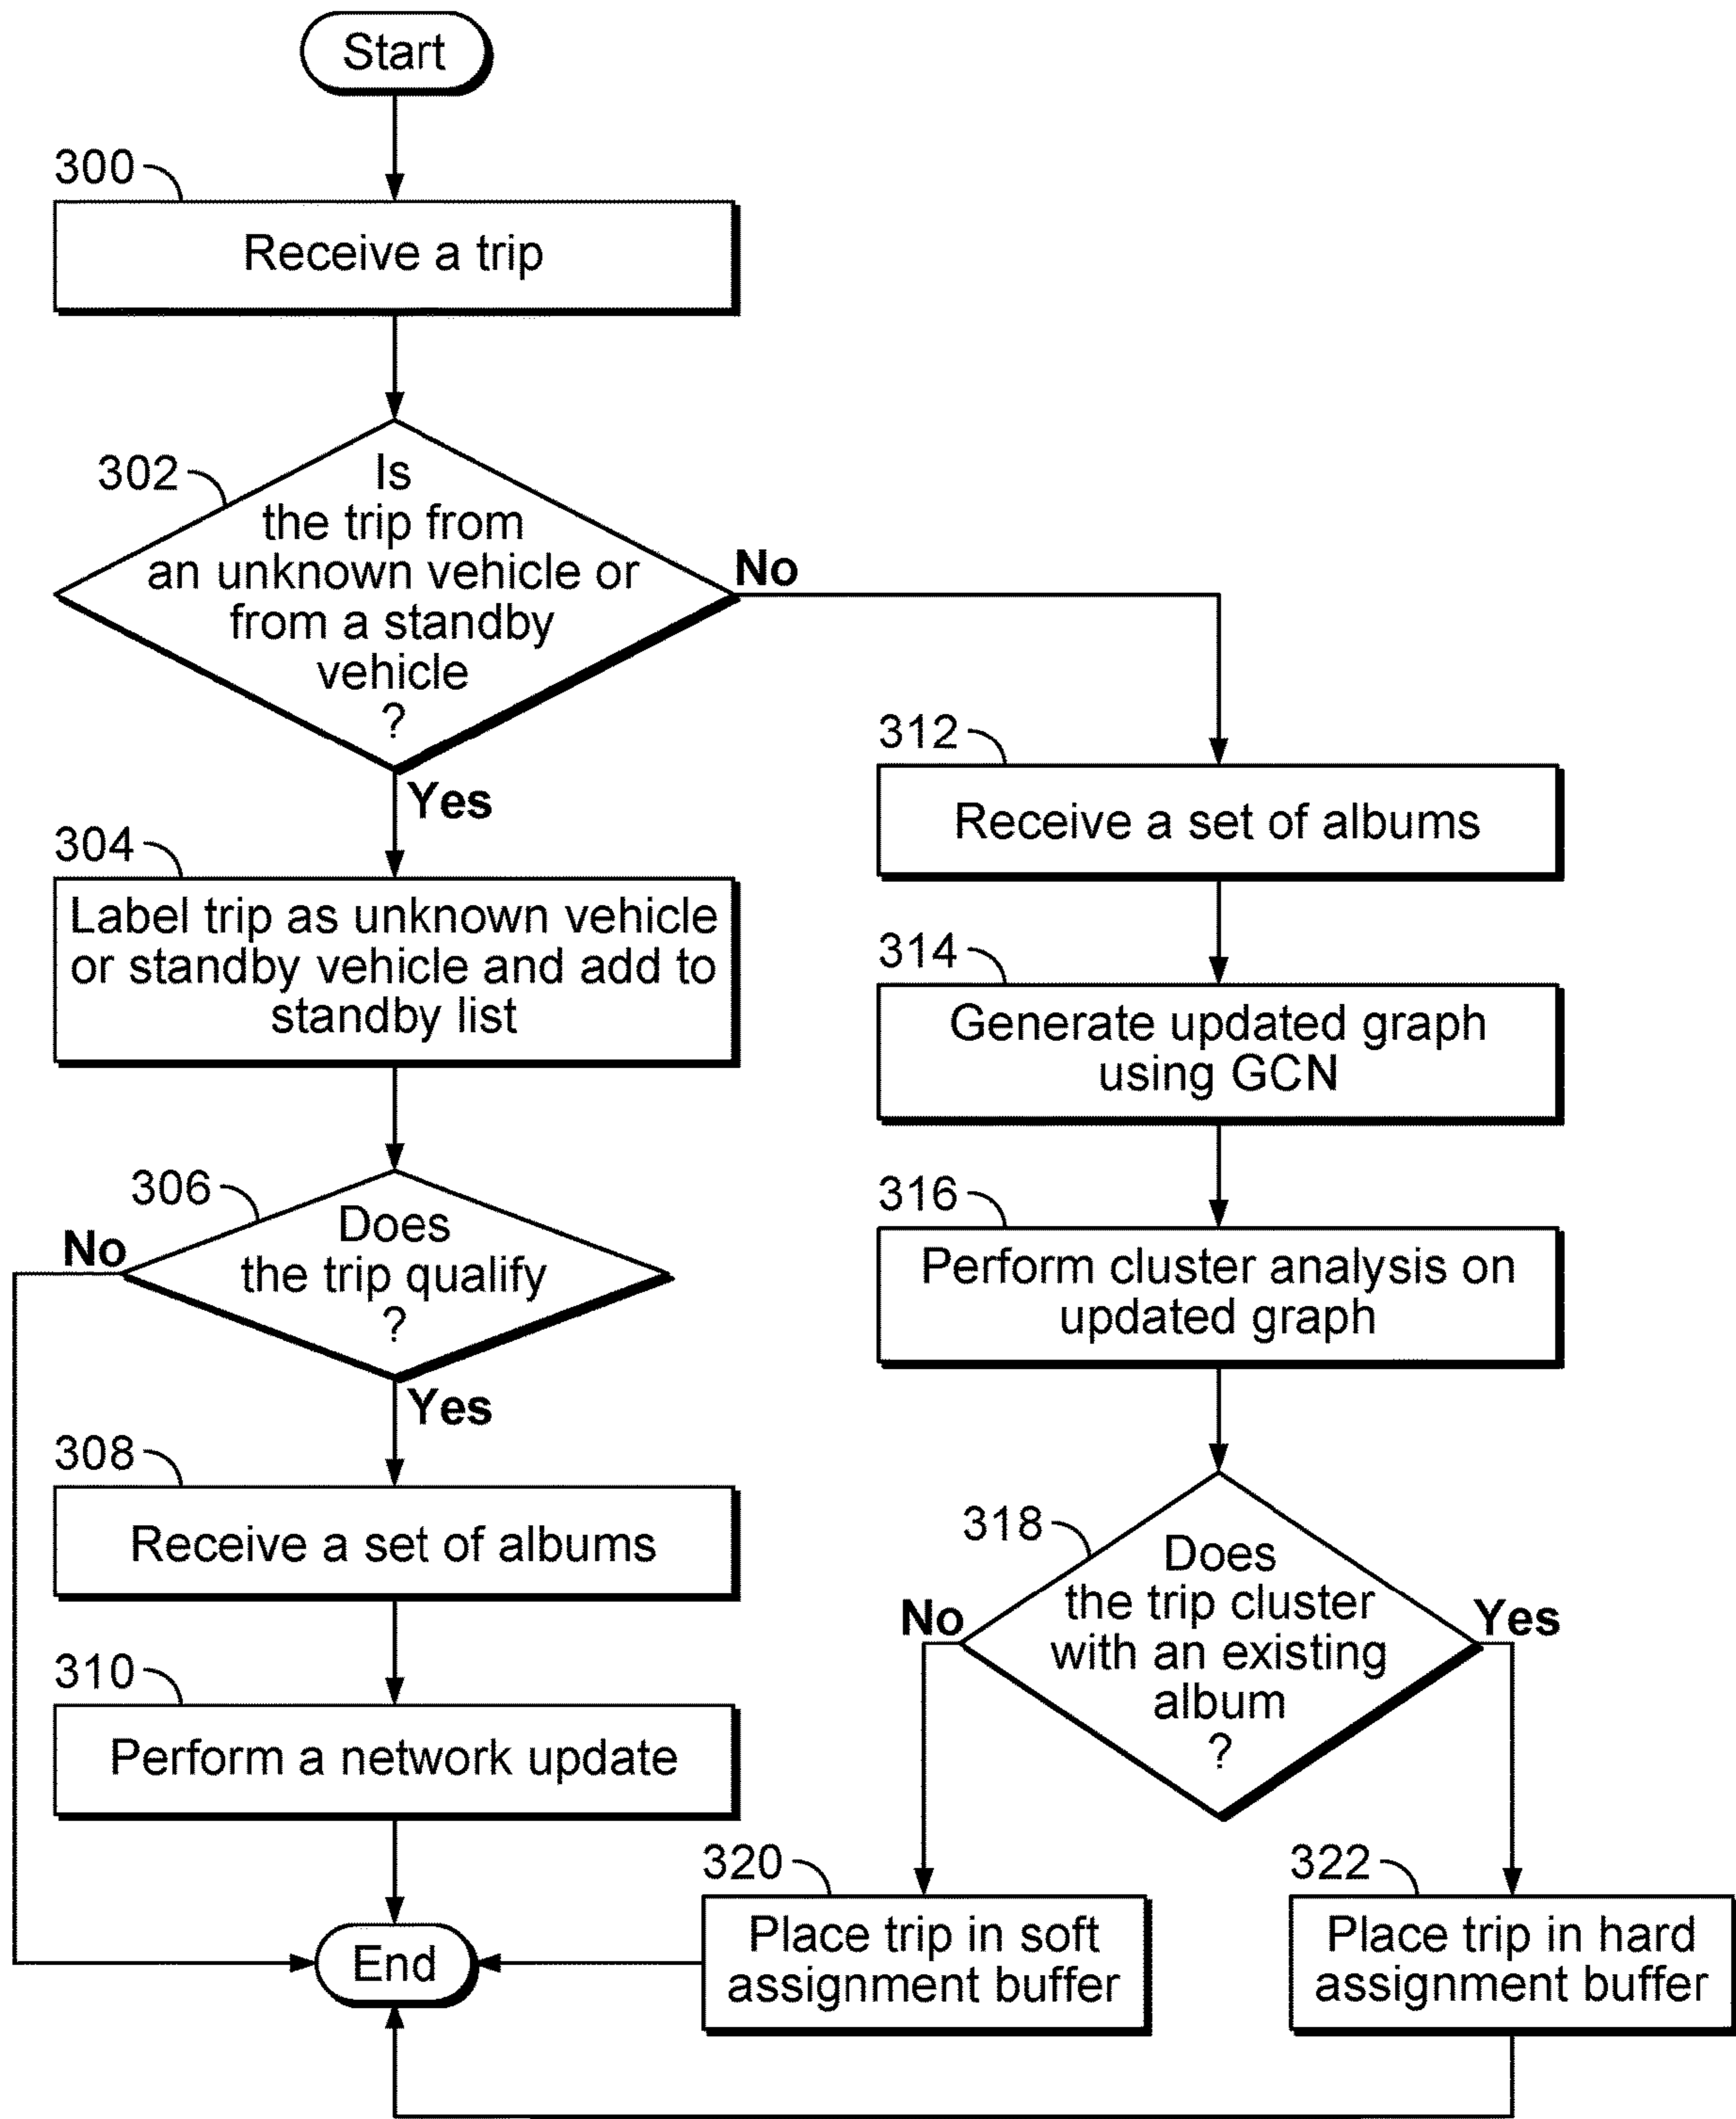 Start
300
Receive a trip
302
Is
the trip from
an unknown vehicle or
from a standby
vehicle
?
No
Yes
304
Label trip as unknown vehicle
or standby vehicle and add to
standby list
306
Does
the trip qualify
?
No
Yes
308
Receive a set of albums
310
Perform a network update
312
Receive a set of albums
314
Generate updated graph
using GCN
316
Perform cluster analysis on
updated graph
318
Does
the trip cluster
with an existing
album
?
No
Yes
320
Place trip in soft
assignment buffer
322
Place trip in hard
assignment buffer
End